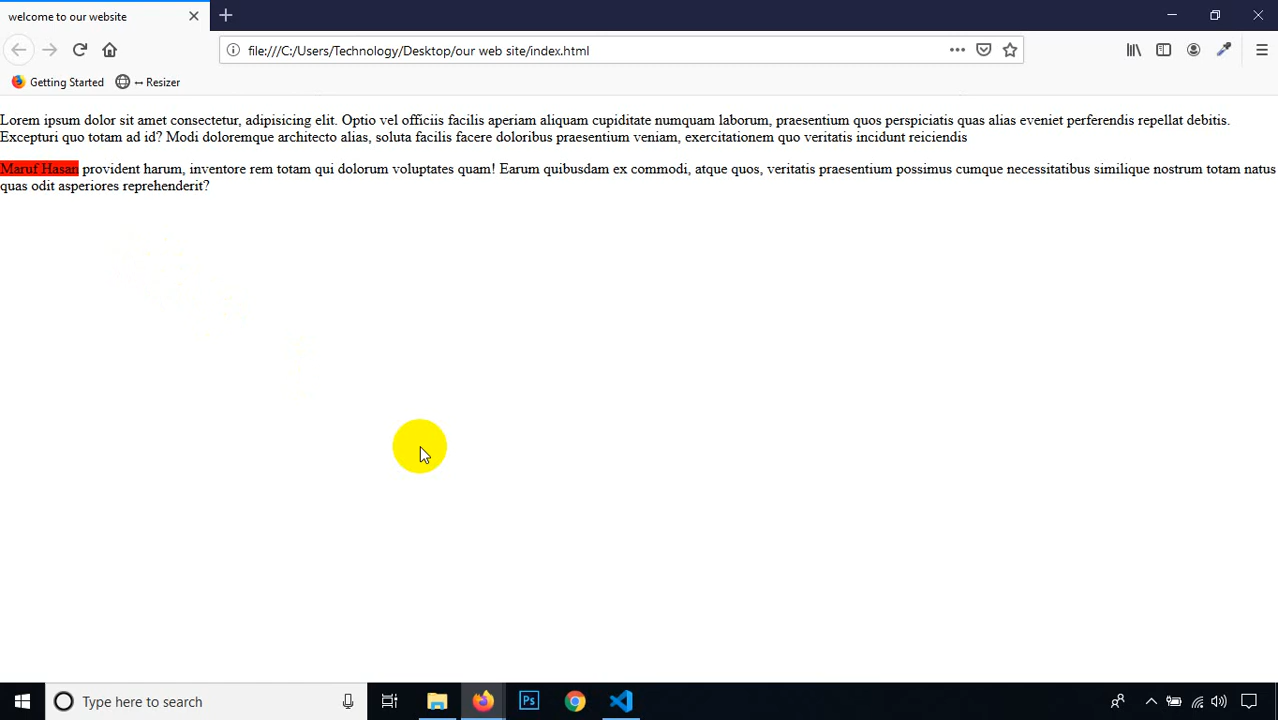 welcome to our website
file:///C:/Users/Technology/Desktop/our web site/index.html
Getting Started
↔ Resizer
Lorem ipsum dolor sit amet consectetur, adipisicing elit. Optio vel officiis facilis aperiam aliquam cupiditate numquam laborum, praesentium quos perspiciatis quas alias eveniet perferendis repellat debitis.
Excepturi quo totam ad id? Modi doloremque architecto alias, soluta facilis facere doloribus praesentium veniam, exercitationem quo veritatis incidunt reiciendis
Maruf Hasan provident harum, inventore rem totam qui dolorum voluptates quam! Earum quibusdam ex commodi, atque quos, veritatis praesentium possimus cumque necessitatibus similique nostrum totam natus
quas odit asperiores reprehenderit?
Type here to search
Ps